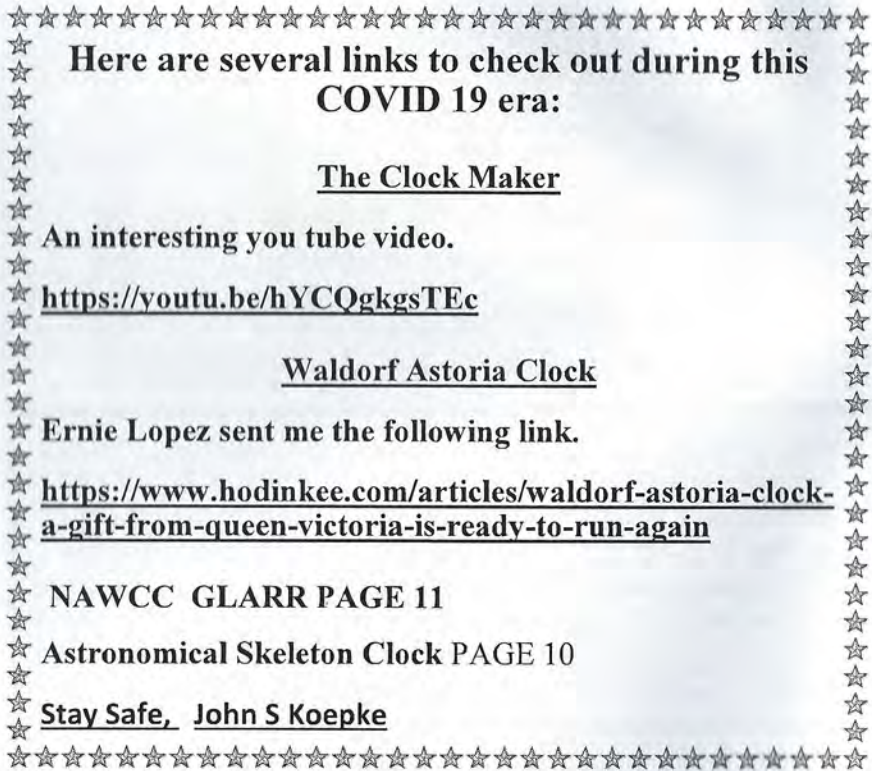 Here are several links to check out during this
COVID 19 era:
The Clock Maker
An interesting you tube video.
https://youtu.be/hYCQgkgsTEc
Waldorf Astoria Clock
Ernie Lopez sent me the following link.
https://www.hodinkee.com/articles/waldorf-astoria-clock-
a-gift-from-queen-victoria-is-ready-to-run-again
NAWCC GLARR PAGE 11
Astronomical Skeleton Clock PAGE 10
Stay Safe, John S Koepke